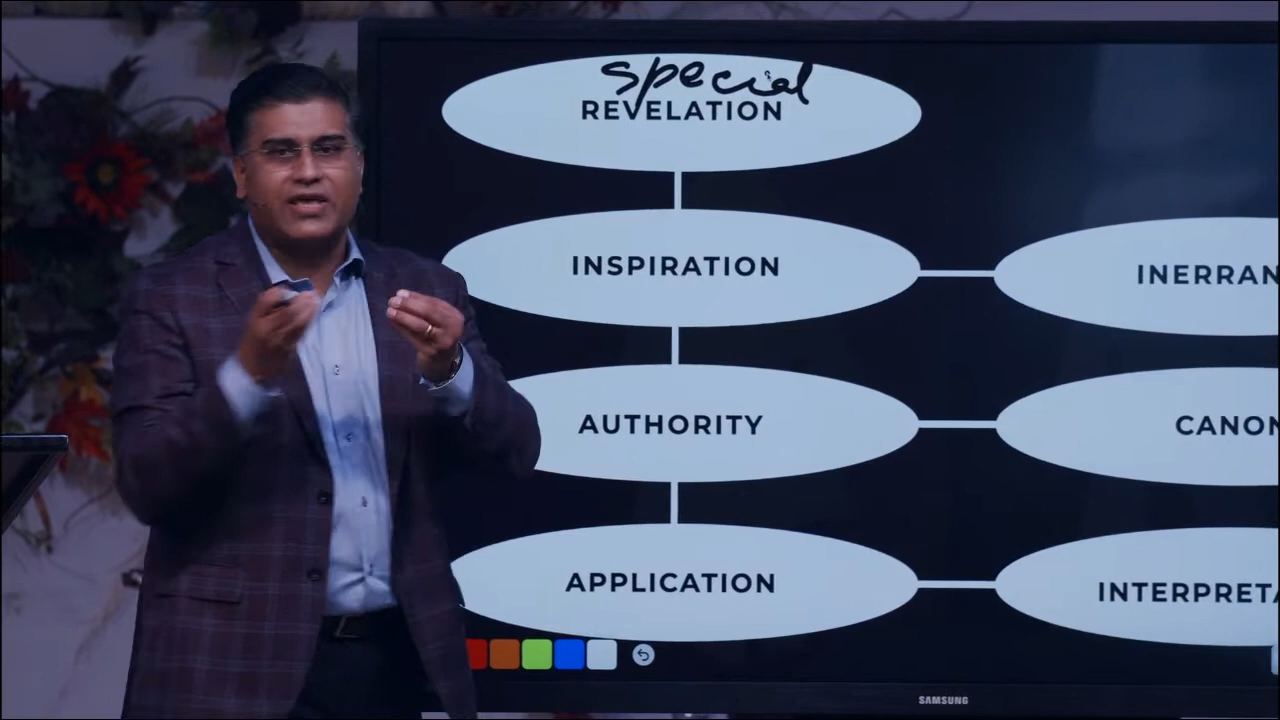 special
REVELATION
INSPIRATION
INERRAN
AUTHORITY
CANON
APPLICATION
INTERPRETA
SAMSUNG